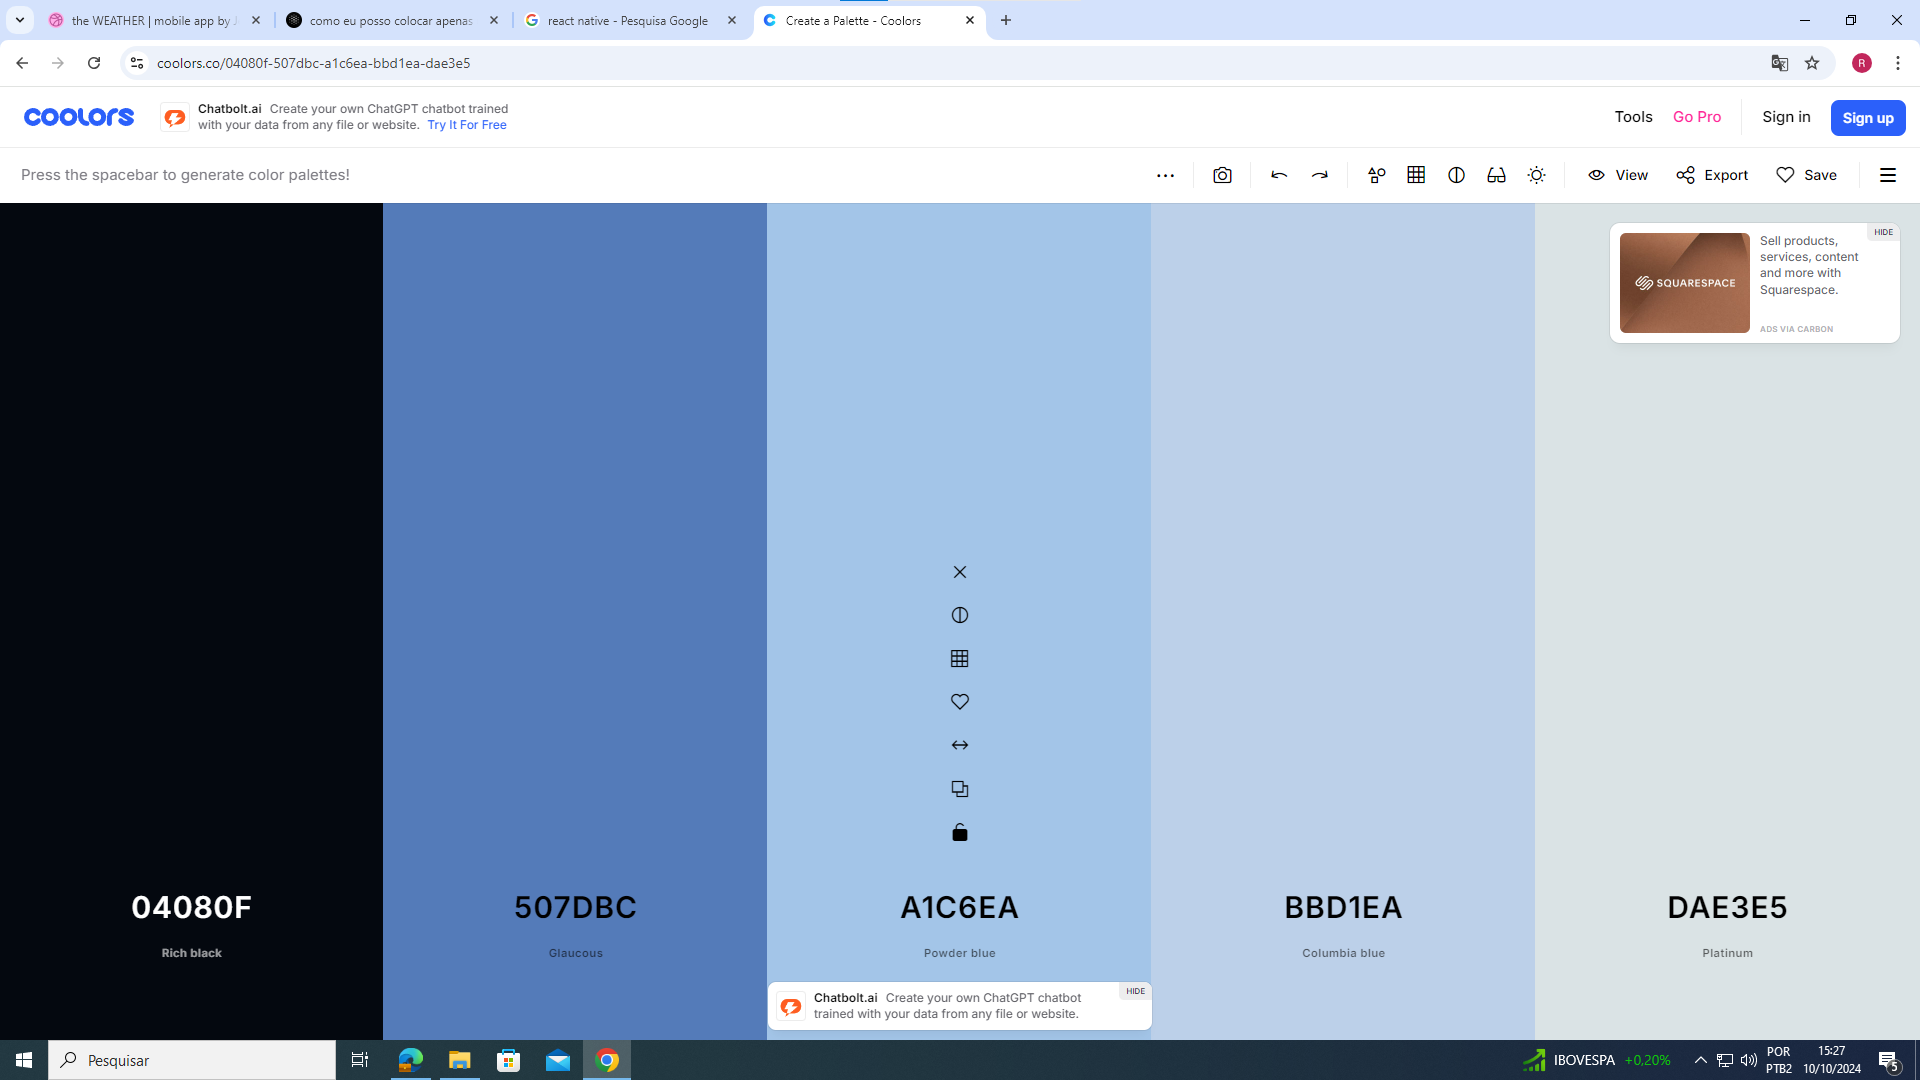 the WEATHER | mobile app by J
como eu posso colocar apenas
react native - Pesquisa Google
Create a Palette - Coolors
coolors.co/04080f-507dbc-a1c6ea-bbd1ea-dae3e5
R
coolors
Chatbolt.ai Create your own ChatGPT chatbot trained
with your data from any file or website. Try It For Free
Tools
Go Pro
Sign in
Sign up
Press the spacebar to generate color palettes!
View
Export
Save
HIDE
SQUARESPACE
Sell products,
services, content
and more with
Squarespace.
ADS VIA CARBON
04080F
507DBC
A1C6EA
BBD1EA
DAE3E5
Rich black
Glaucous
Powder blue
Columbia blue
Platinum
Chatbolt.ai Create your own ChatGPT chatbot
trained with your data from any file or website.
HIDE
Pesquisar
IBOVESPA +0,20%
POR
PTB2
15:27
10/10/2024
5